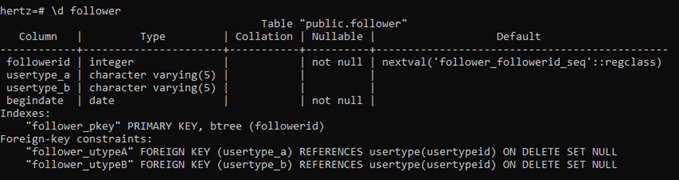 hertz=# \d follower
Table "public.follower"
Column | Type | Collation | Nullable | Default
------------+----------------------+-----------+----------+----------------------------------------------
followerid | integer | | not null | nextval('follower_followerid_seq'::regclass)
usertype_a | character varying(5) | | |
usertype_b | character varying(5) | | |
begindate | date | | not null |
Indexes:
"follower_pkey" PRIMARY KEY, btree (followerid)
Foreign-key constraints:
"follower_utypeA" FOREIGN KEY (usertype_a) REFERENCES usertype(usertypeid) ON DELETE SET NULL
"follower_utypeB" FOREIGN KEY (usertype_b) REFERENCES usertype(usertypeid) ON DELETE SET NULL